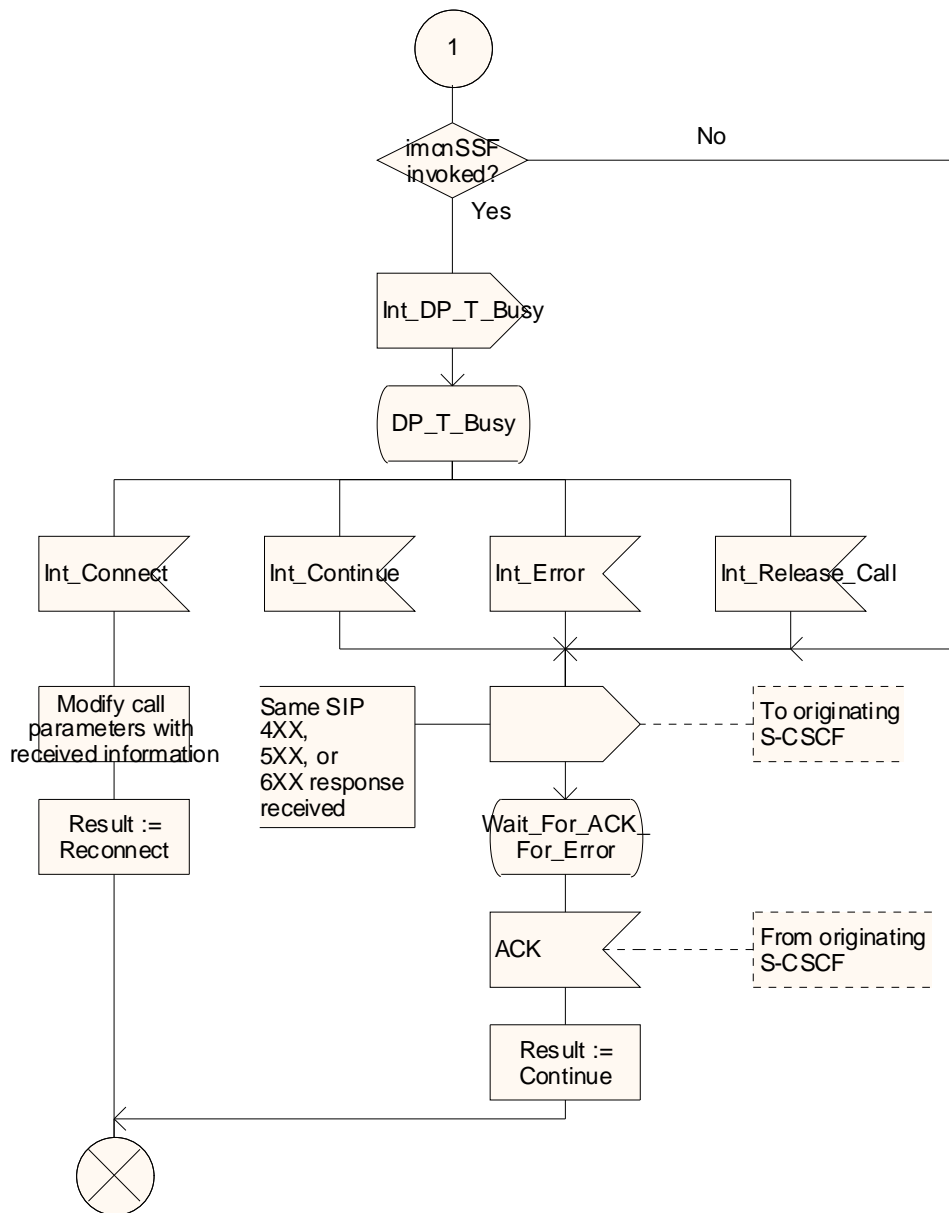 1
imcnSSF
invoked?
No
Yes
Int_DP_T_Busy
DP_T_Busy
Int_Connect
Int_Continue
Int_Error
Int_Release_Call
Modify call
parameters with
received information
Same SIP
4XX,
5XX, or
6XX response
received
To originating
S-CSCF
Result :=
Reconnect
Wait_For_ACK_
For_Error
ACK
From originating
S-CSCF
Result :=
Continue